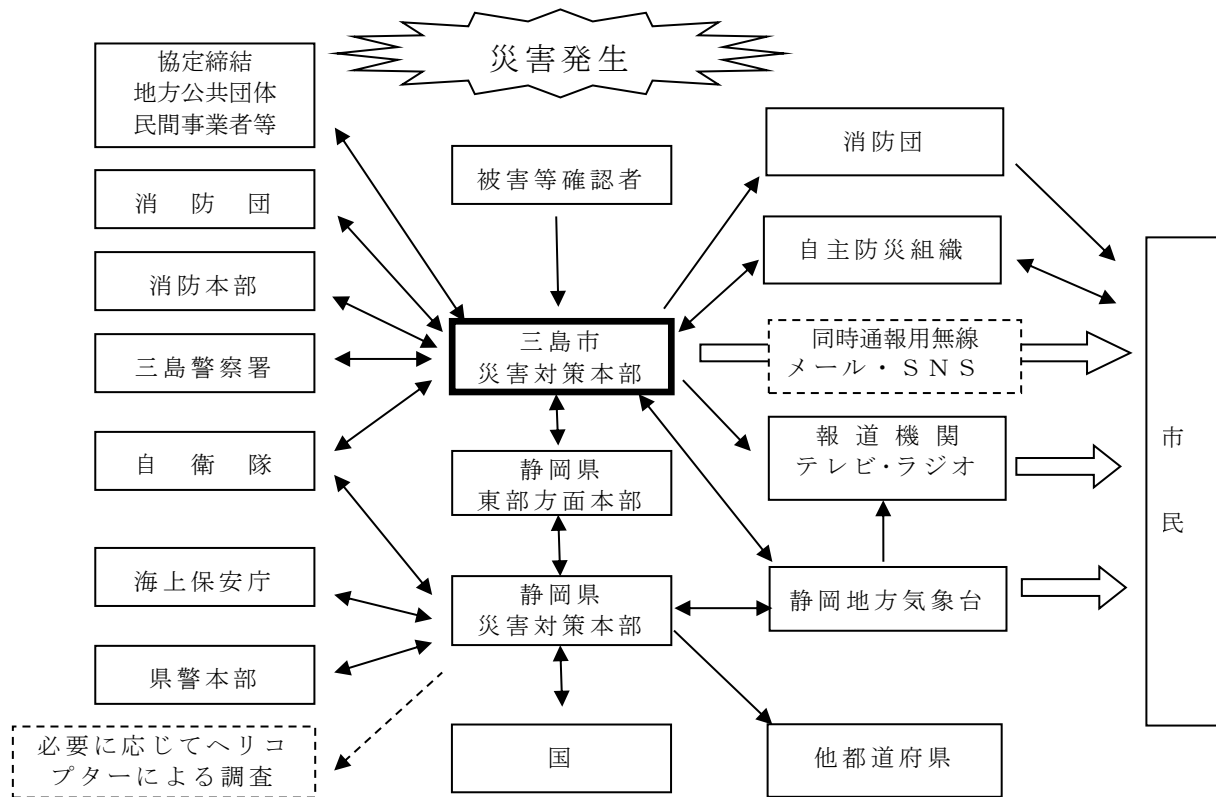 災害発生
協定締結
地方公共団体
民間事業者等
消防団
被害等確認者
消防団
自主防災組織
消防本部
三島市
災害対策本部
同時通報用無線
メール・ＳＮＳ
三島警察署
自衛隊
静岡県
東部方面本部
報道機関
テレビ・ラジオ
市民
海上保安庁
静岡県
災害対策本部
静岡地方気象台
県警本部
必要に応じてヘリコ
プターによる調査
国
他都道府県